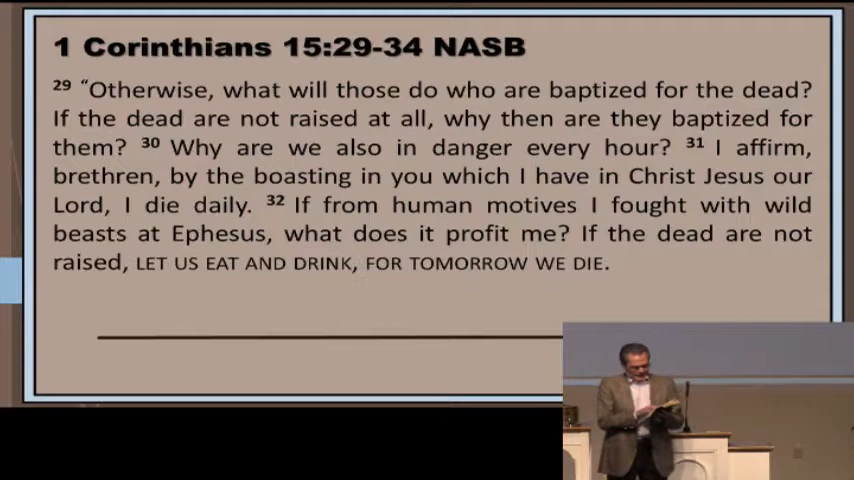 1 Corinthians 15:29-34 NASB
29 “Otherwise, what will those do who are baptized for the dead?
If the dead are not raised at all, why then are they baptized for
them? 30 Why are we also in danger every hour? 31 I affirm,
brethren, by the boasting in you which I have in Christ Jesus our
Lord, I die daily. 32 If from human motives I fought with wild
beasts at Ephesus, what does it profit me? If the dead are not
raised, LET US EAT AND DRINK, FOR TOMORROW WE DIE.